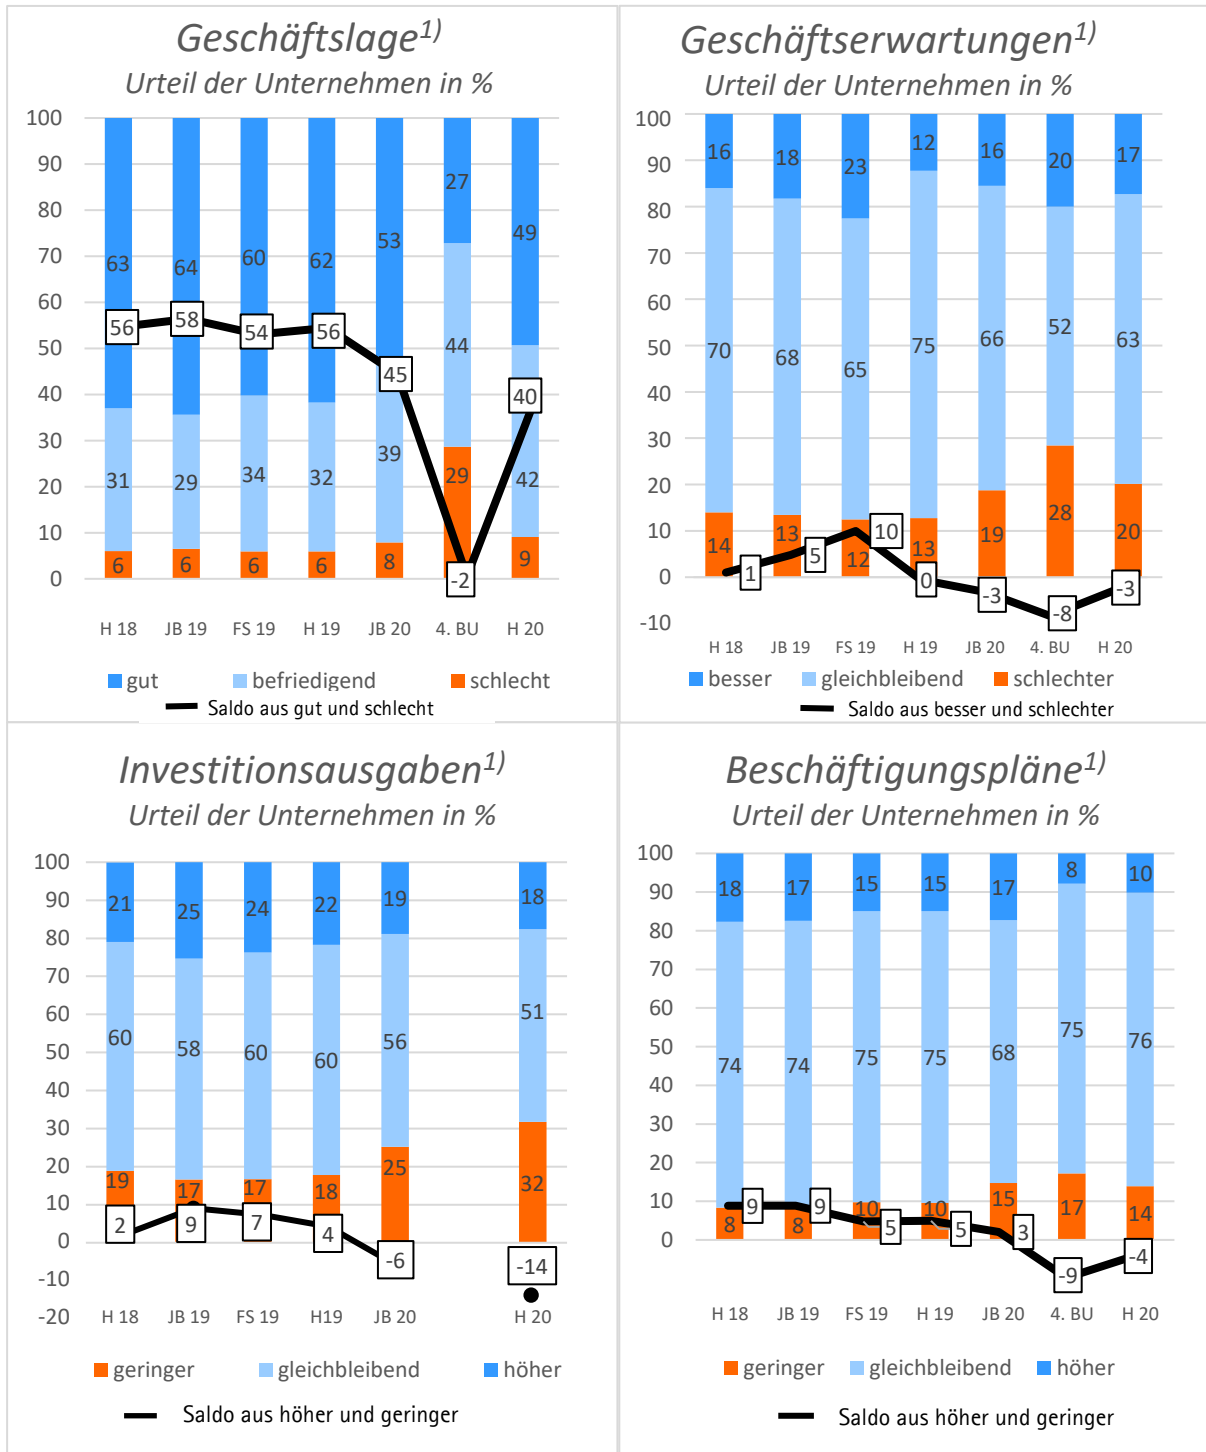 Geschäftslage1)
Urteil der Unternehmen in %
100
90
80
70
60
50
40
30
20
10
0
63 64 60 62 53 27 49
56 58 54 56 45 -2 40
31 29 34 32 39 44 42
6 6 6 6 8 29 9
H 18 JB 19 FS 19 H 19 JB 20 4. BU H 20
gut befriedigend schlecht
Saldo aus gut und schlecht
Geschäftserwartungen1)
Urteil der Unternehmen in %
100
90
80
70
60
50
40
30
20
10
0
-10
16 18 23 12 16 20 17
70 68 65 75 66 52 63
14 13 12 13 19 28 20
1 5 10 0 -3 -8 -3
H 18 JB 19 FS 19 H 19 JB 20 4. BU H 20
besser gleichbleibend schlechter
Saldo aus besser und schlechter
Investitionsausgaben1)
Urteil der Unternehmen in %
100
90
80
70
60
50
40
30
20
10
0
-10
-20
21 25 24 22 19 18
60 58 60 60 56 51
19 17 17 18 25 32
2 9 7 4 -6 -14
H 18 JB 19 FS 19 H19 JB 20 H 20
geringer gleichbleibend höher
Saldo aus höher und geringer
Beschäftigungspläne1)
Urteil der Unternehmen in %
100
90
80
70
60
50
40
30
20
10
0
18 17 15 15 17 8 10
74 74 75 75 68 75 76
8 8 10 10 15 17 14
9 9 5 5 3 -9 -4
H 18 JB 19 FS 19 H 19 JB 20 4. BU H 20
geringer gleichbleibend höher
Saldo aus höher und geringer